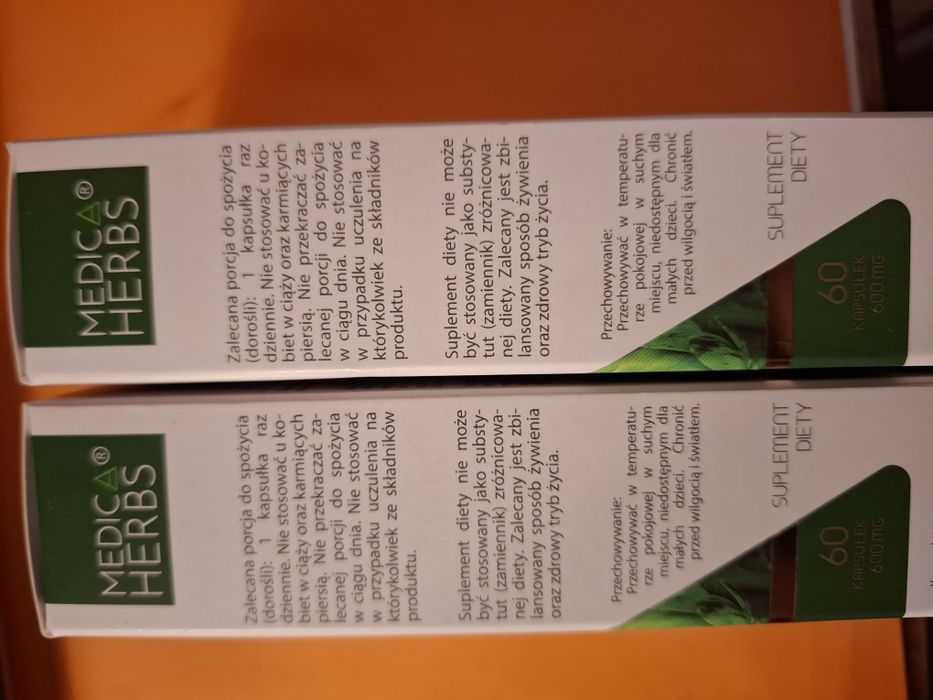 MEDICA®
HERBS
Zalecana porcja do spożycia
(dorośli): 1 kapsułka raz
dziennie. Nie stosować u ko-
biet w ciąży oraz karmiących
piersią. Nie przekraczać za-
lecanej porcji do spożycia
w ciągu dnia. Nie stosować
w przypadku uczulenia na
którykolwiek ze składników
produktu.
Suplement diety nie może
być stosowany jako substy-
tut (zamiennik) zróżnicowa-
nej diety. Zalecany jest zbi-
lansowany sposób żywienia
oraz zdrowy tryb życia.
Przechowywanie:
Przechowywać w temperatu-
rze pokojowej w suchym
miejscu, niedostępnym dla
małych dzieci. Chronić
przed wilgocią i światłem.
SUPLEMENT
DIETY
60
KAPSUŁEK
600MG
MEDICA®
HERBS
Zalecana porcja do spożycia
(dorośli): 1 kapsułka raz
dziennie. Nie stosować u ko-
biet w ciąży oraz karmiących
piersią. Nie przekraczać za-
lecanej porcji do spożycia
w ciągu dnia. Nie stosować
w przypadku uczulenia na
którykolwiek ze składników
produktu.
Suplement diety nie może
być stosowany jako substy-
tut (zamiennik) zróżnicowa-
nej diety. Zalecany jest zbi-
lansowany sposób żywienia
oraz zdrowy tryb życia.
Przechowywanie:
Przechowywać w temperatu-
rze pokojowej w suchym
miejscu, niedostępnym dla
małych dzieci. Chronić
przed wilgocią i światłem.
SUPLEMENT
DIETY
60
KAPSUŁEK
600MG